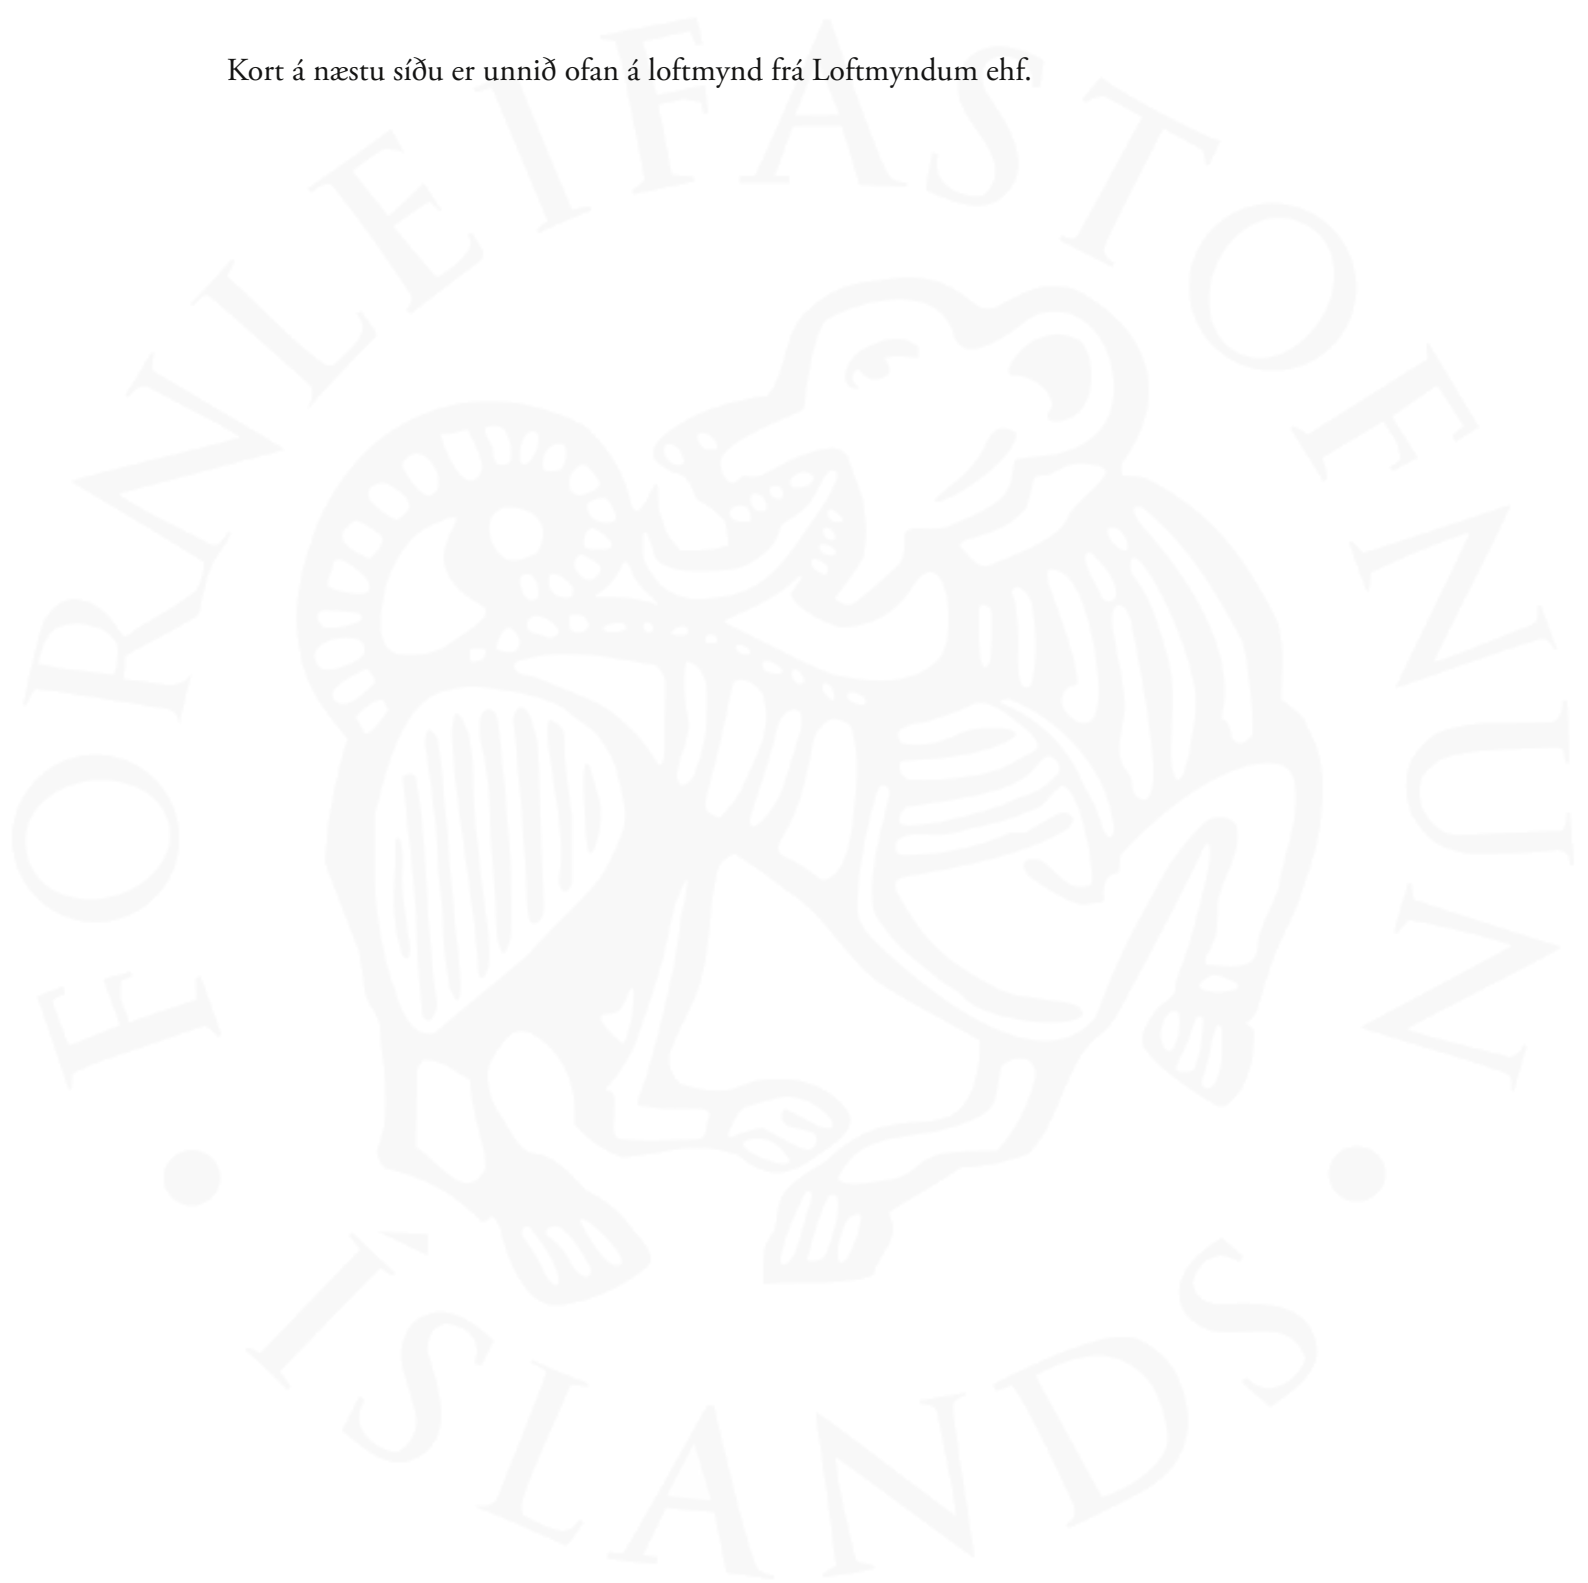 Kort á næstu síðu er unnið ofan á loftmynd frá Loftmyndum ehf.
FORNLEIFASTOFNUN
ÍSLANDS